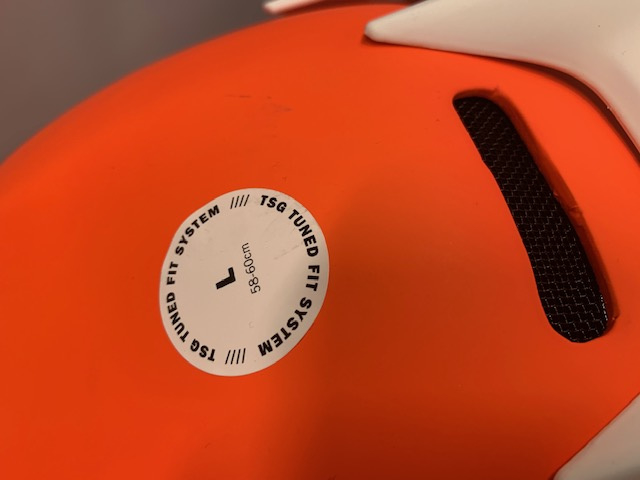 TSG TUNED FIT SYSTEM ////
TSG TUNED FIT SYSTEM ////
L
58-60cm